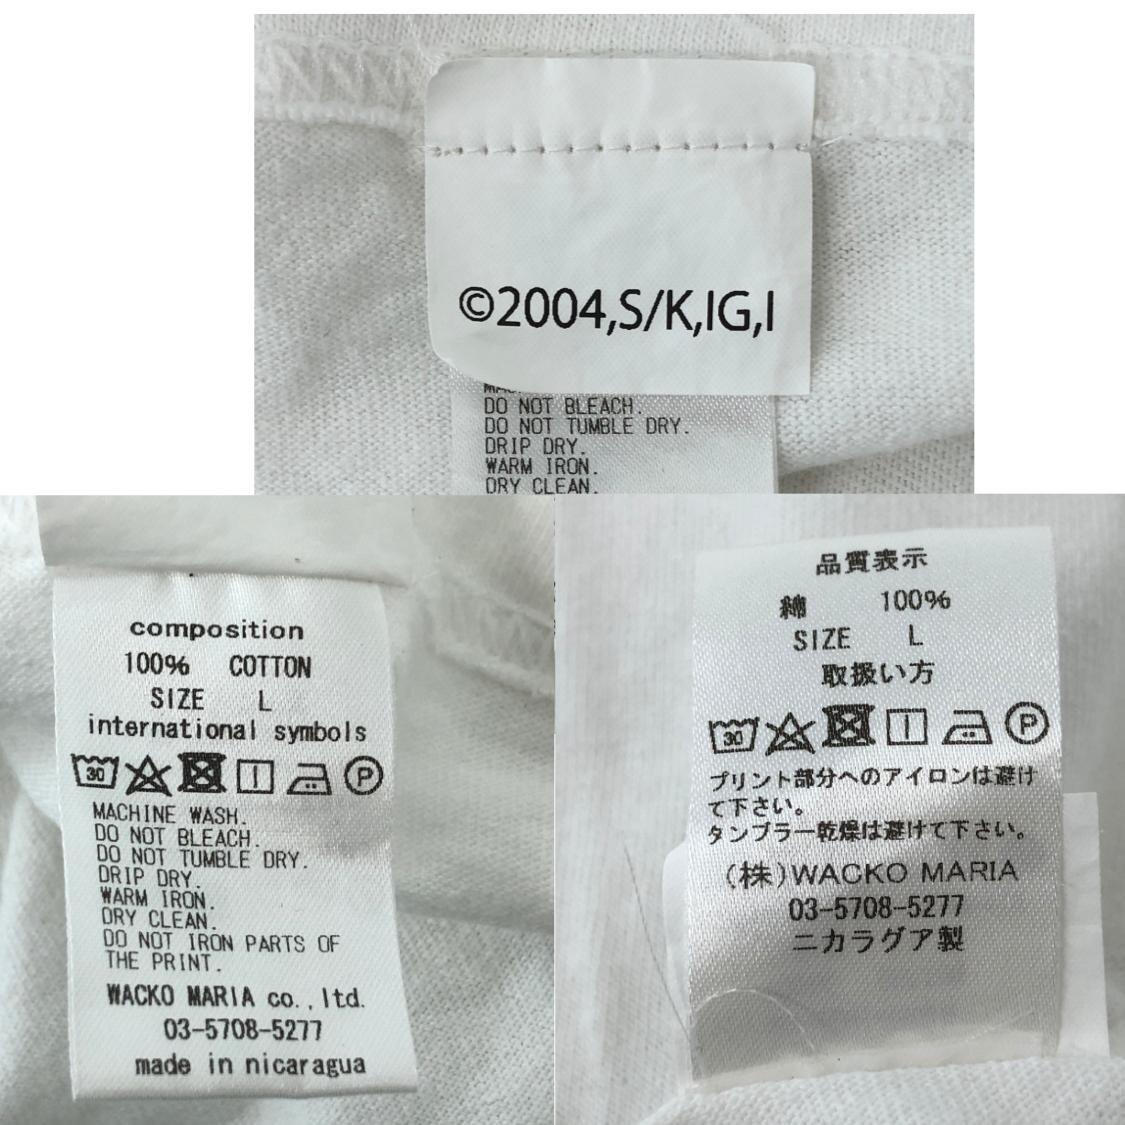 ©2004,S/K,IG,I
DO NOT BLEACH.
DO NOT TUMBLE DRY.
DRIP DRY.
WARM IRON.
DRY CLEAN.
composition
100% COTTON
SIZE L
international symbols
30 P
MACHINE WASH.
DO NOT BLEACH.
DO NOT TUMBLE DRY.
DRIP DRY.
WARM IRON.
DRY CLEAN.
DO NOT IRON PARTS OF
THE PRINT.
WACKO MARIA co.,ltd.
03-5708-5277
made in nicaragua
品質表示
綿 100%
SIZE L
取扱い方
30 P
プリント部分へのアイロンは避け
て下さい。
タンブラー乾燥は避けて下さい。
(株)WACKO MARIA
03-5708-5277
ニカラグア製